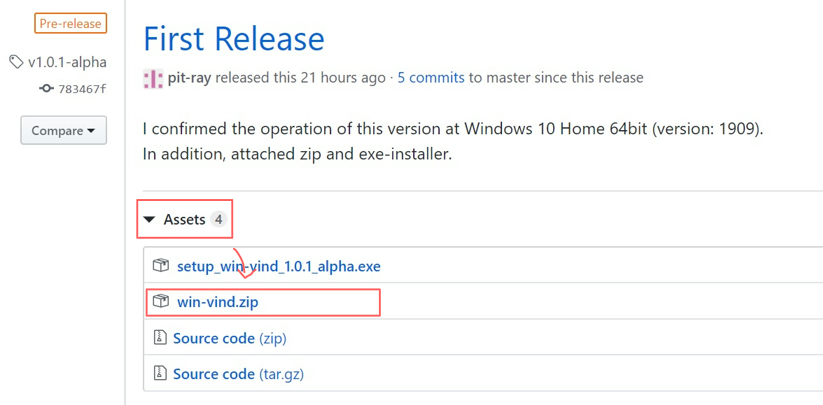 Pre-release
v1.0.1-alpha
783467f
Compare
First Release
pit-ray released this 21 hours ago · 5 commits to master since this release
I confirmed the operation of this version at Windows 10 Home 64bit (version: 1909).
In addition, attached zip and exe-installer.
Assets 4
setup_win-vind_1.0.1_alpha.exe
win-vind.zip
Source code (zip)
Source code (tar.gz)